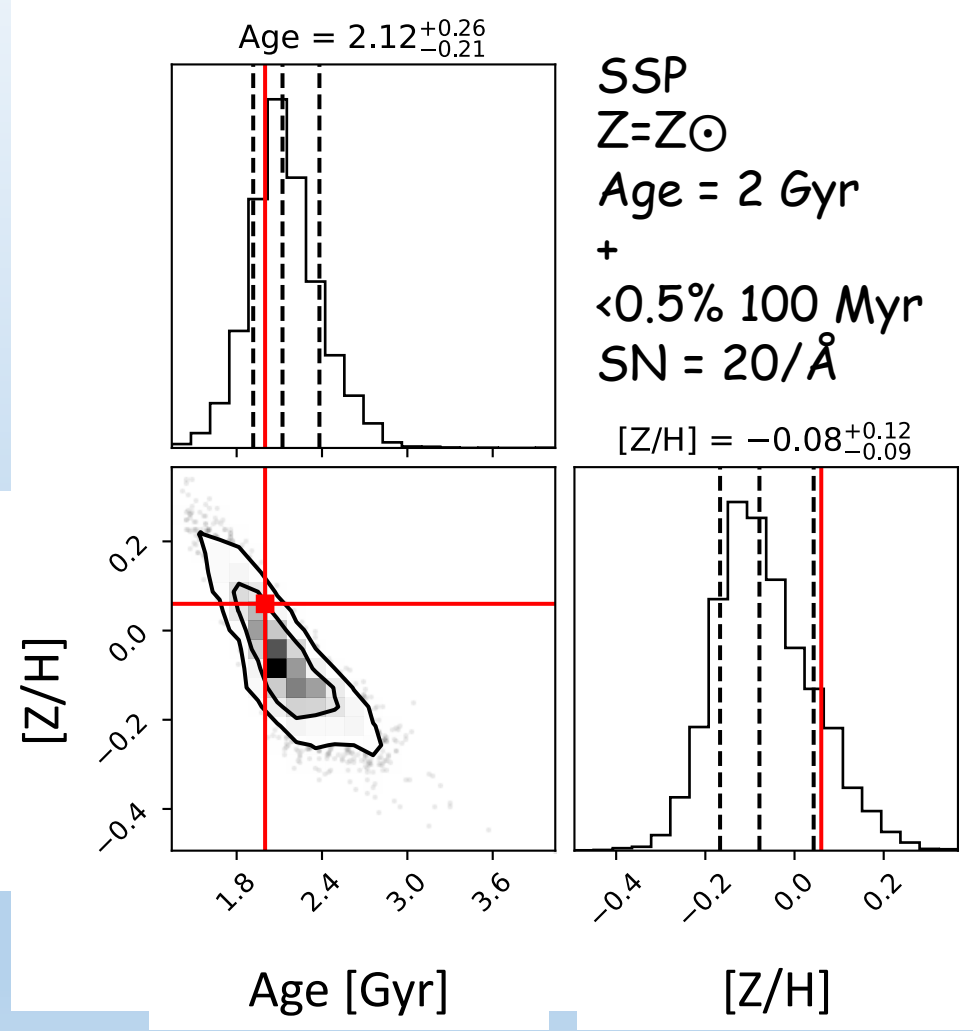 Age = 2.12+0.26 −0.21
SSP
Z=Z⊙
Age = 2 Gyr
+
<0.5% 100 Myr
SN = 20/Å
[Z/H] = −0.08+0.12 −0.09
[Z/H]
0.2
0.0
−0.2
−0.4
1.8
2.4
3.0
3.6
−0.4
−0.2
0.0
0.2
Age [Gyr]
[Z/H]